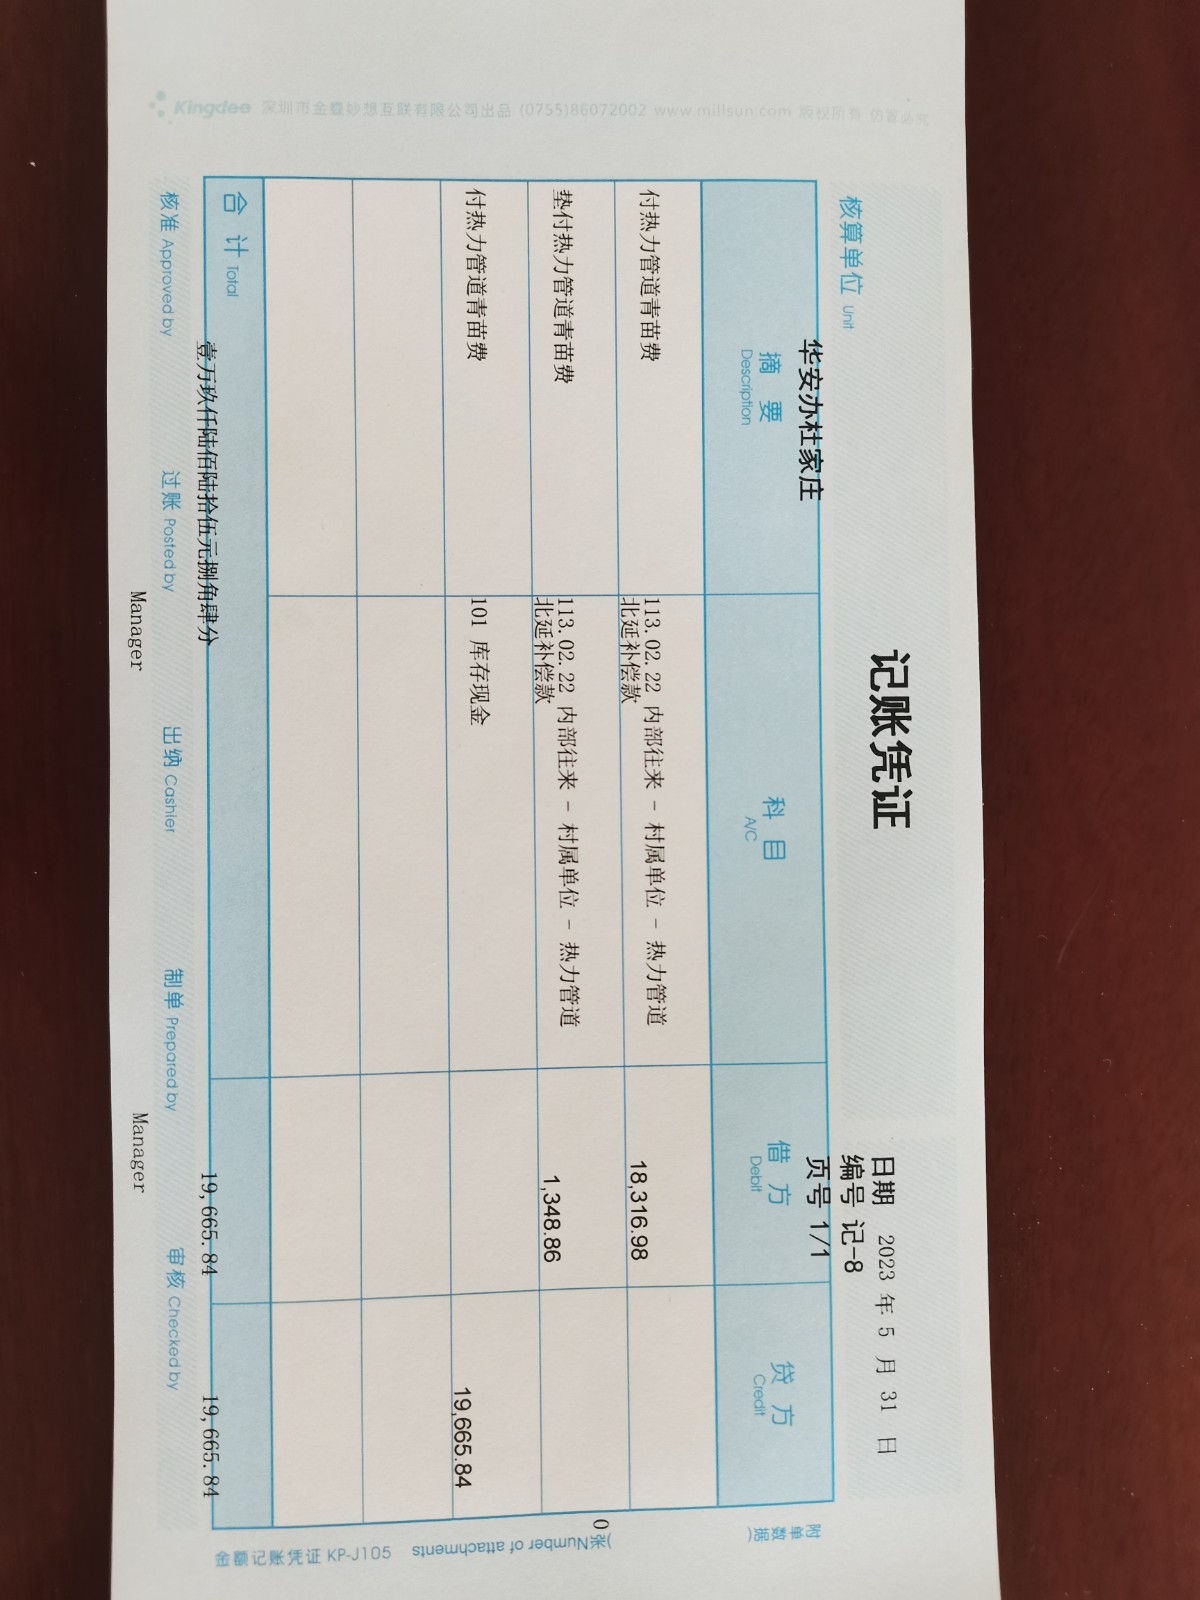 记账凭证
日期 2023 年 5 月 31 日
编号 记-8
核算单位 Unit 华安办杜家庄
页号 1/1
摘要 Description 科目 A/C 借方 Debit 贷方 Credit
付热力管道青苗费 113.02.22 内部往来 - 村属单位 - 热力管道北延补偿款 18,316.98
垫付热力管道青苗费 113.02.22 内部往来 - 村属单位 - 热力管道北延补偿款 1,348.86
付热力管道青苗费 101 库存现金 19,665.84
合计 Total 壹万玖仟陆佰陆拾伍元捌角肆分 19,665.84 19,665.84
核准 Approved by 过账 Posted by 出纳 Cashier 制单 Prepared by 审核 Checked by
Manager Manager
附单数据(
0
张 Number of attachments)
金额记账凭证 KP-J105
Kingdee 深圳市金蝶妙想互联有限公司出品 (0755)86072002 www.millsun.com 版权所有 仿冒必究